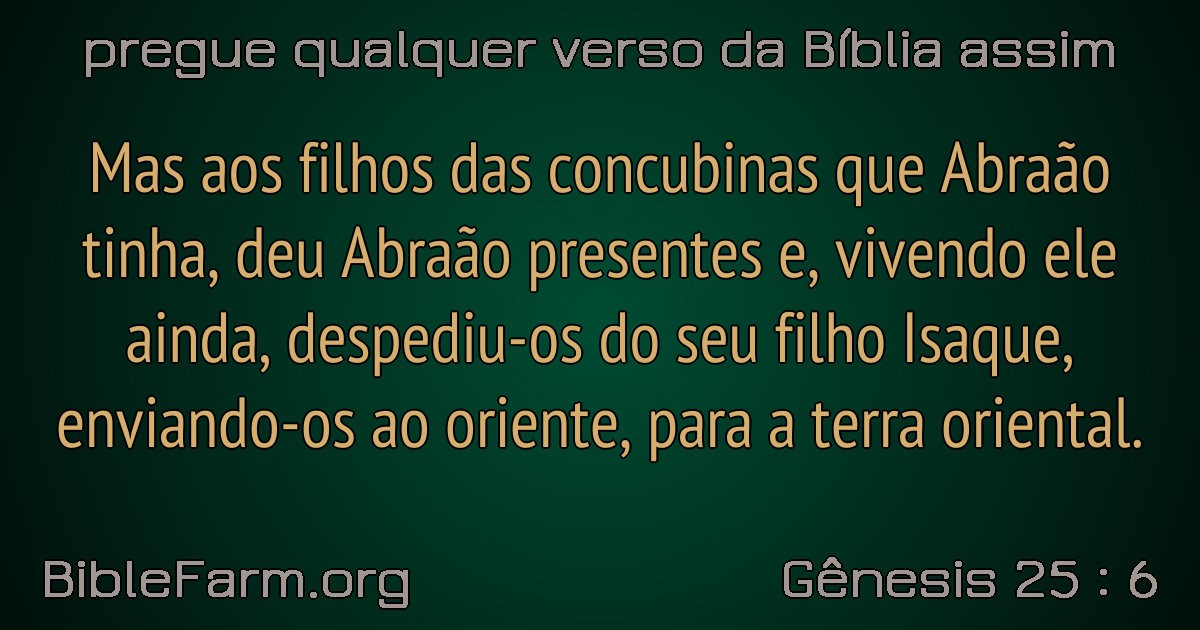 pregue qualquer verso da Bíblia assim
Mas aos filhos das concubinas que Abraão
tinha, deu Abraão presentes e, vivendo ele
ainda, despediu-os do seu filho Isaque,
enviando-os ao oriente, para a terra oriental.
BibleFarm.org
Gênesis 25 : 6